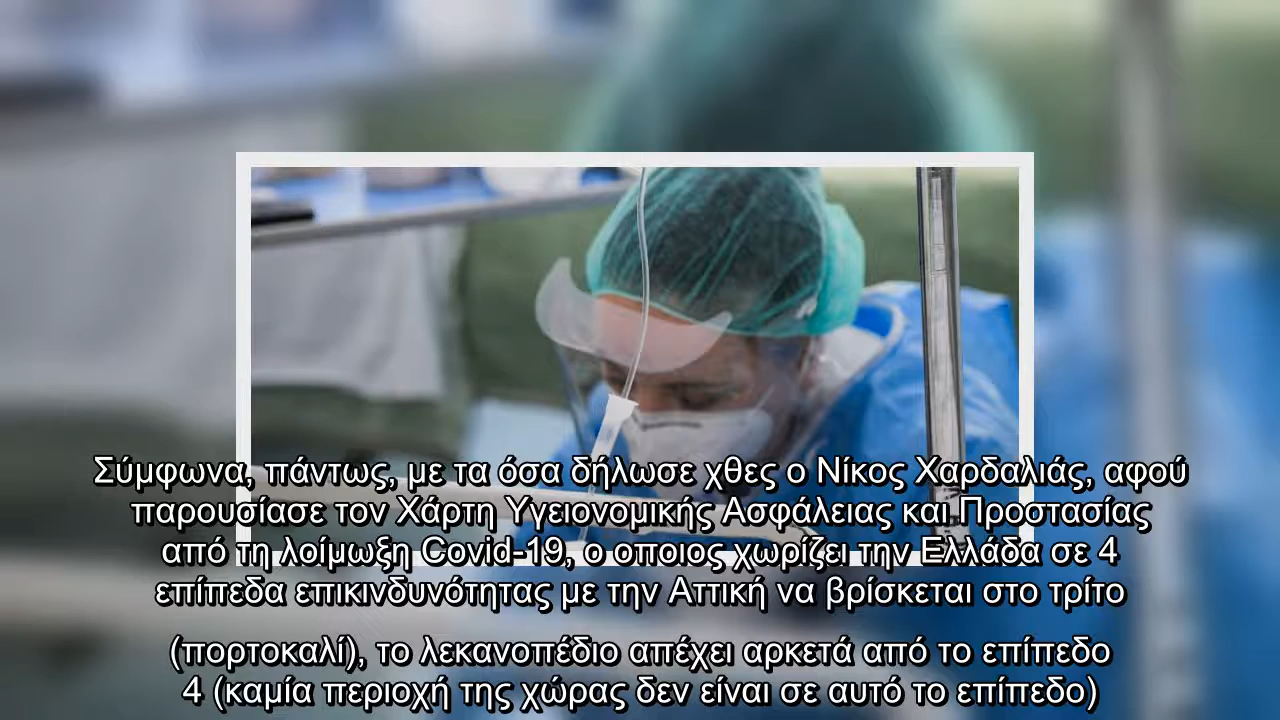 Σύμφωνα, πάντως, με τα όσα δήλωσε χθες ο Νίκος Χαρδαλιάς, αφού
παρουσίασε τον Χάρτη Υγειονομικής Ασφάλειας και Προστασίας
από τη λοίμωξη Covid-19, ο οποιος χωρίζει την Ελλάδα σε 4
επίπεδα επικινδυνότητας με την Αττική να βρίσκεται στο τρίτο
(πορτοκαλί), το λεκανοπέδιο απέχει αρκετά από το επίπεδο
4 (καμία περιοχή της χώρας δεν είναι σε αυτό το επίπεδο)